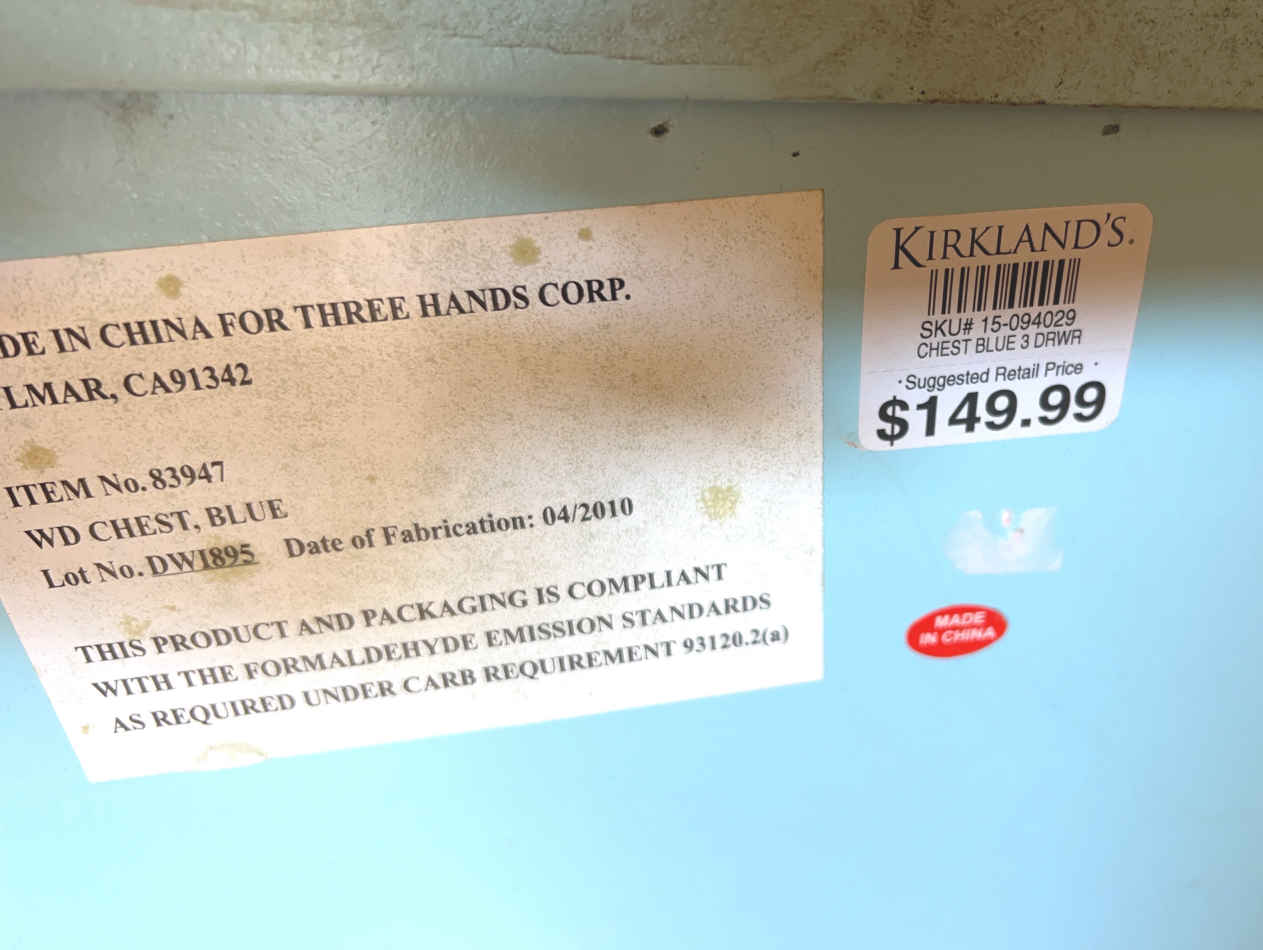 DE IN CHINA FOR THREE HANDS CORP.
LMAR, CA91342
ITEM No. 83947
WD CHEST, BLUE
Lot No. DWI895 Date of Fabrication: 04/2010
THIS PRODUCT AND PACKAGING IS COMPLIANT
WITH THE FORMALDEHYDE EMISSION STANDARDS
AS REQUIRED UNDER CARB REQUIREMENT 93120.2(a)
KIRKLAND'S.
SKU# 15-094029
CHEST BLUE 3 DRWR
· Suggested Retail Price ·
$149.99
MADE
IN CHINA